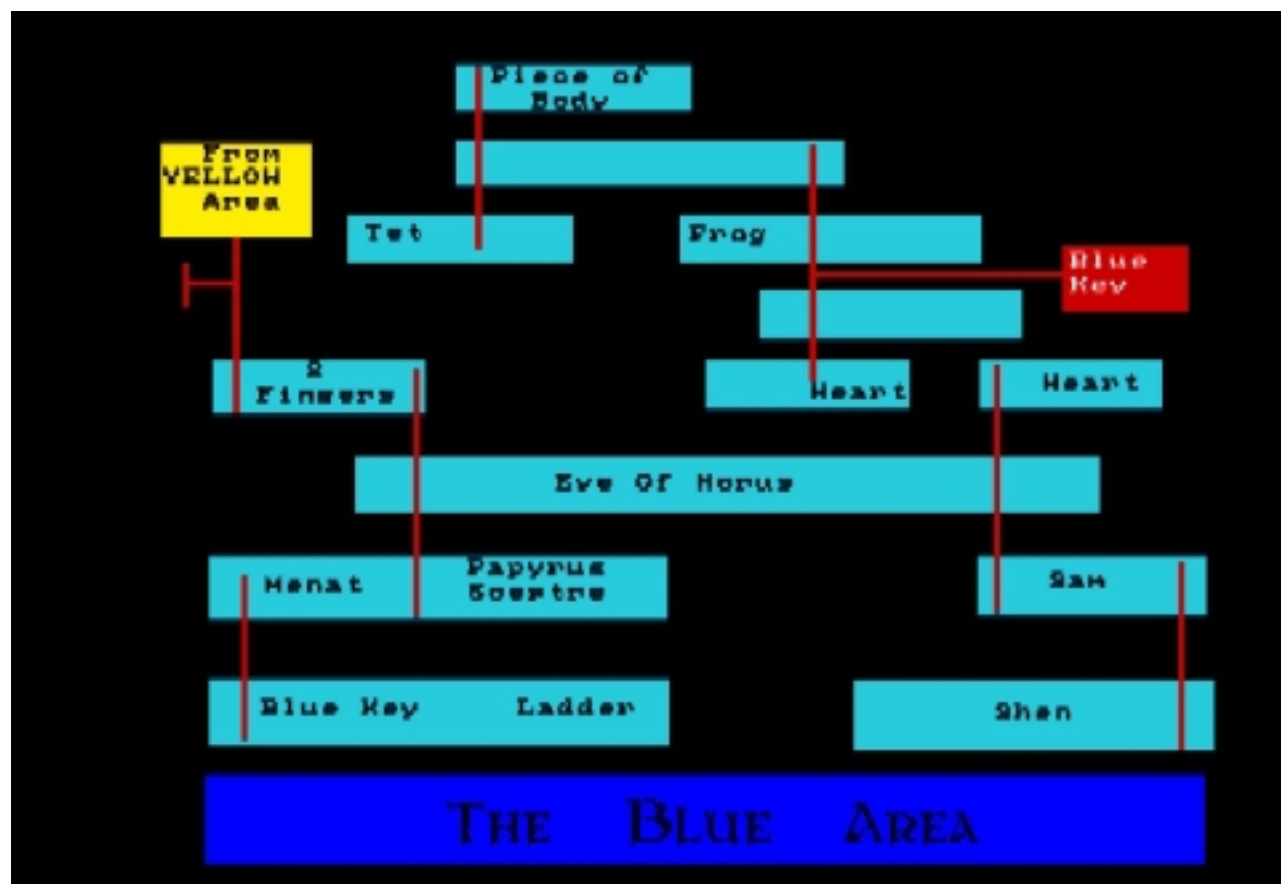 Piece of
Body
From
YELLOW
Area
Tet
Frog
Blue
Key
2
Fingers
Heart
Heart
Eye Of Horus
Menat
Papyrus
Sceptre
Sam
Blue Key
Ladder
Shen
The Blue Area